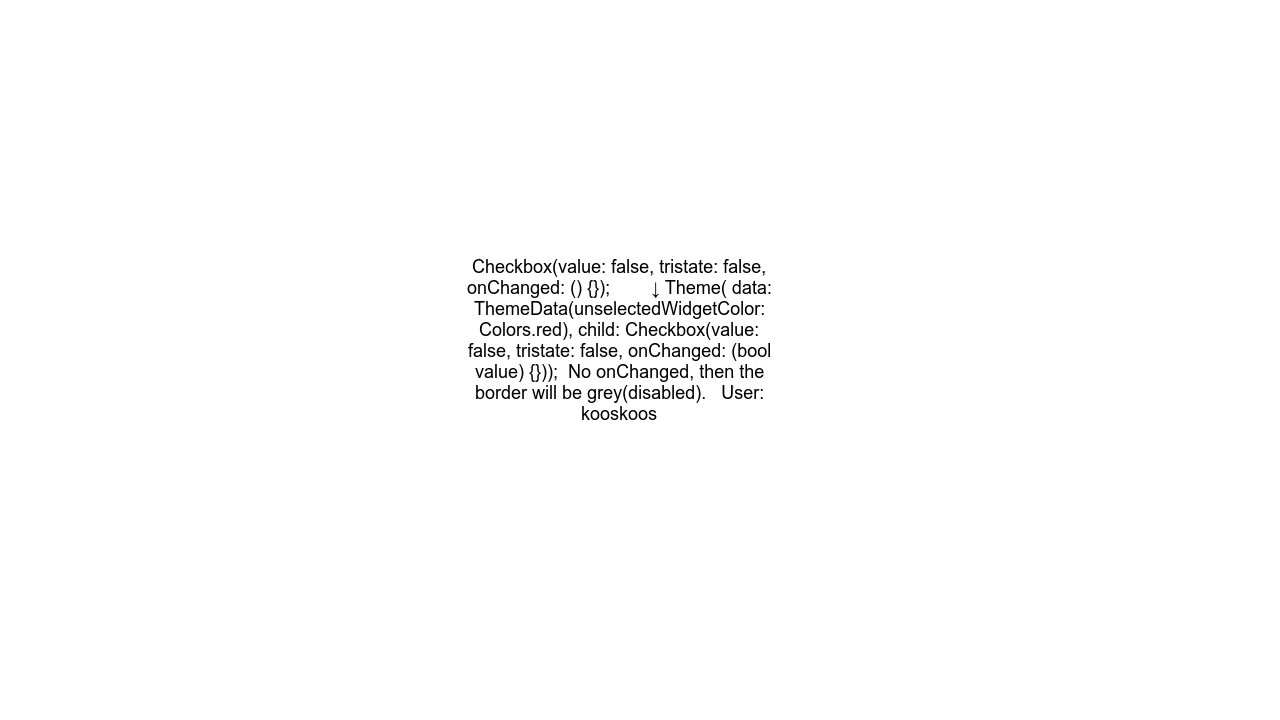 Checkbox(value: false, tristate: false,
onChanged: () {});        ↓ Theme( data:
ThemeData(unselectedWidgetColor:
Colors.red), child: Checkbox(value:
false, tristate: false, onChanged: (bool
value) {}));  No onChanged, then the
border will be grey(disabled).   User:
kooskoos